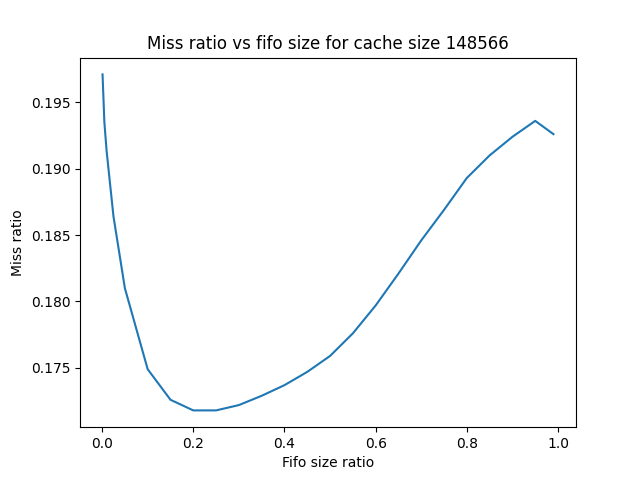 Miss ratio vs fifo size for cache size 148566
0.195
0.190
0.185
0.180
0.175
Miss ratio
0.0 0.2 0.4 0.6 0.8 1.0
Fifo size ratio